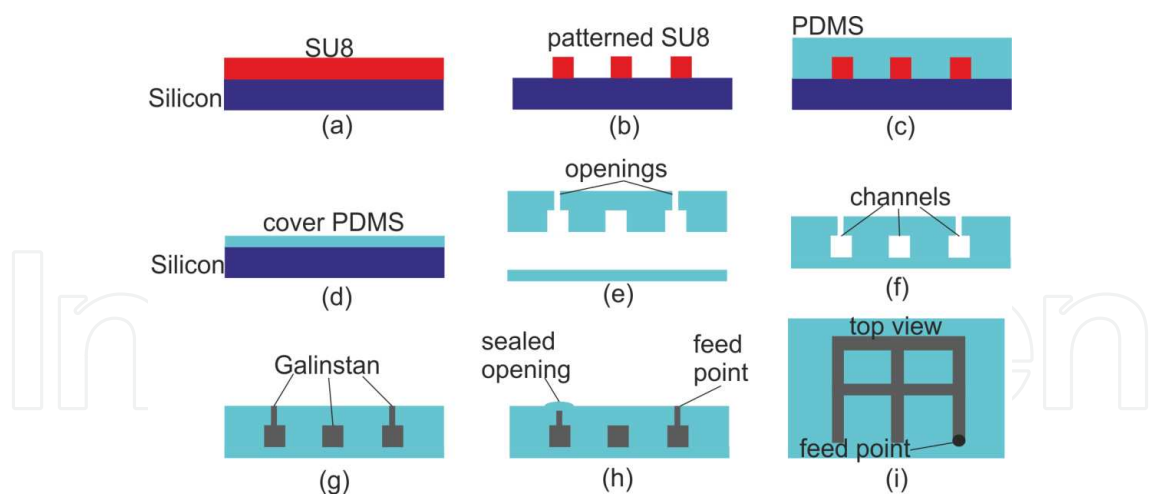 SU8
Silicon
(a)
patterned SU8
(b)
PDMS
(c)
cover PDMS
Silicon
(d)
openings
(e)
channels
(f)
Galinstan
(g)
sealed
opening
feed
point
(h)
top view
feed point
(i)